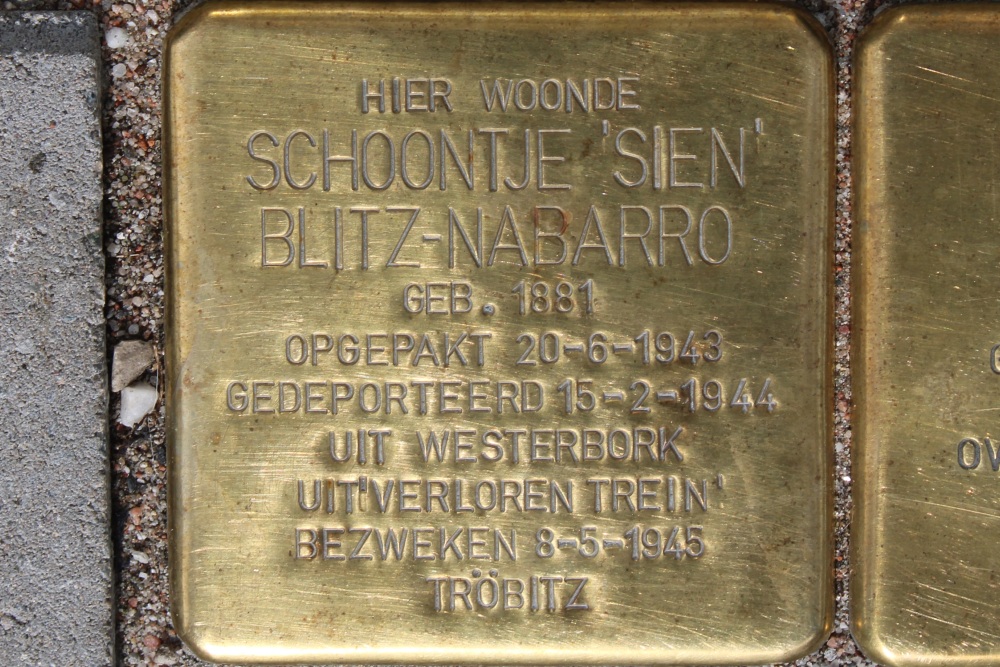 HIER WOONDE
SCHOONTJE 'SIEN'
BLITZ-NABARRO
GEB. 1881
OPGEPAKT 20-6-1943
GEDEPORTEERD 15-2-1944
UIT WESTERBORK
UIT'VERLOREN TREIN'
BEZWEKEN 8-5-1945
TRÖBITZ